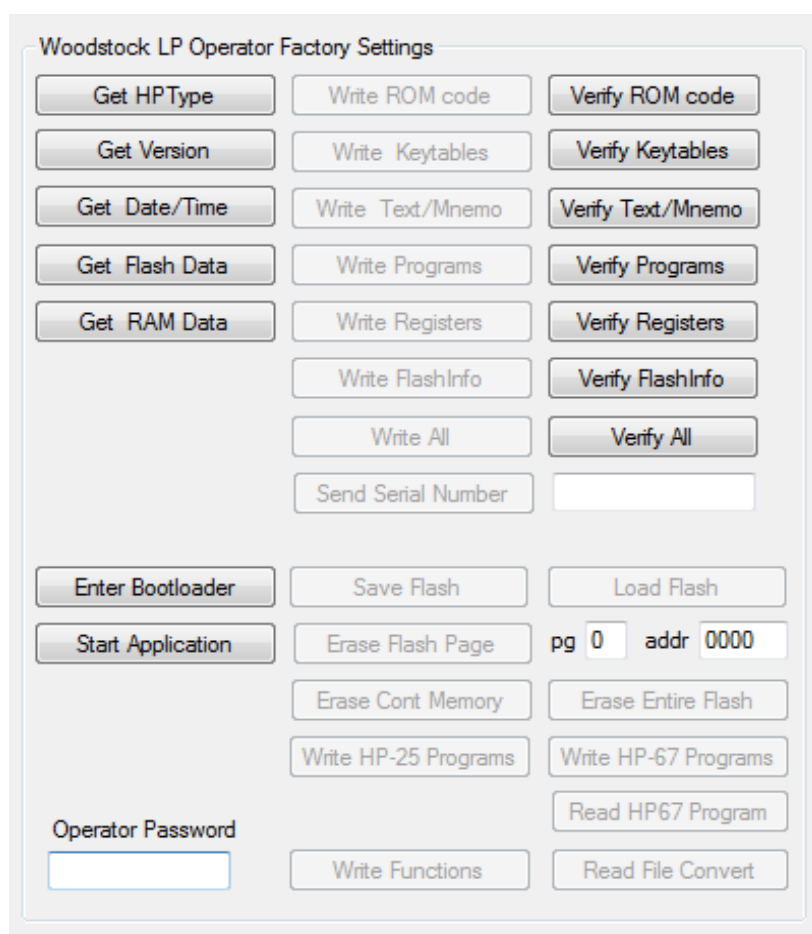 Woodstock LP Operator Factory Settings
Get HPType Write ROM code Verify ROM code
Get Version Write Keytables Verify Keytables
Get Date/Time Write Text/Mnemo Verify Text/Mnemo
Get Flash Data Write Programs Verify Programs
Get RAM Data Write Registers Verify Registers
Write FlashInfo Verify FlashInfo
Write All Verify All
Send Serial Number
Enter Bootloader Save Flash Load Flash
Start Application Erase Flash Page pg 0 addr 0000
Erase Cont Memory Erase Entire Flash
Write HP-25 Programs Write HP-67 Programs
Read HP67 Program
Operator Password
Write Functions Read File Convert